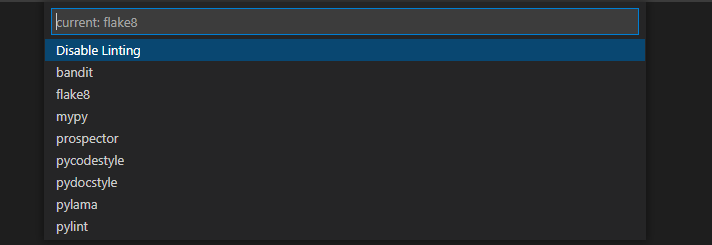 current: flake8
Disable Linting
bandit
flake8
mypy
prospector
pycodestyle
pydocstyle
pylama
pylint